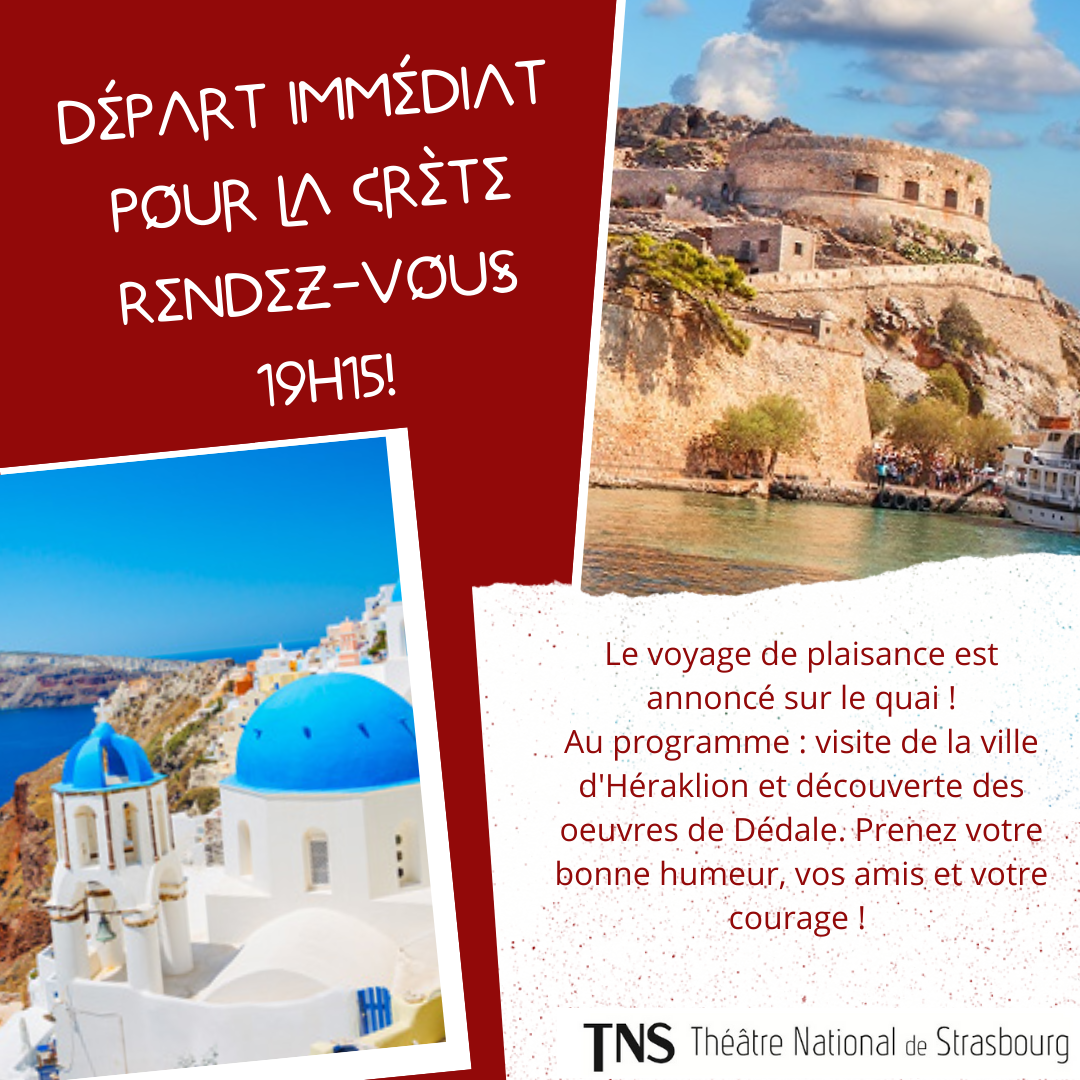 DÉPART IMMÉDIAT
POUR LA CRÈTE
RENDEZ-VOUS
19H15!
Le voyage de plaisance est
annoncé sur le quai !
Au programme : visite de la ville
d'Héraklion et découverte des
oeuvres de Dédale. Prenez votre
bonne humeur, vos amis et votre
courage !
TNS Théâtre National de Strasbourg